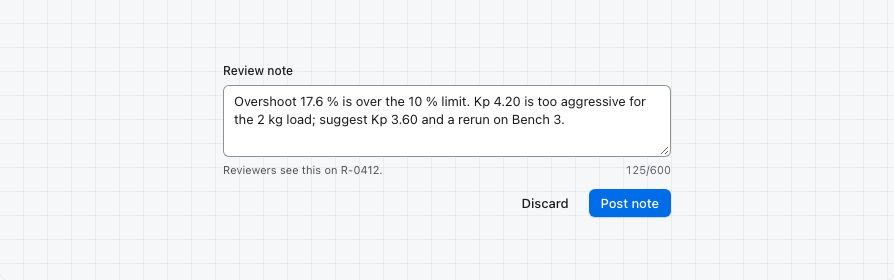 Review note
Overshoot 17.6 % is over the 10 % limit. Kp 4.20 is too aggressive for
the 2 kg load; suggest Kp 3.60 and a rerun on Bench 3.
Reviewers see this on R-0412.
125/600
Discard
Post note